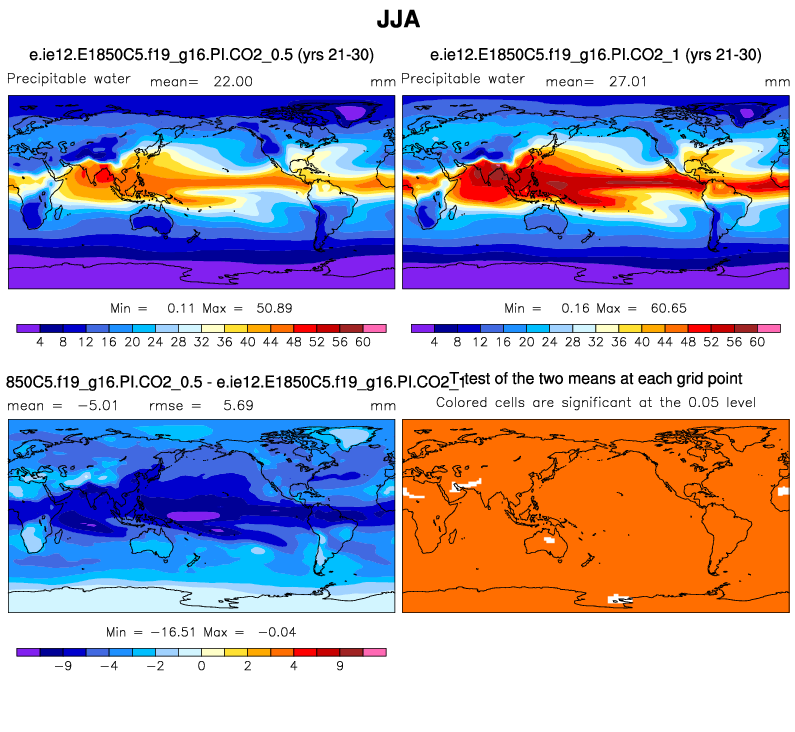 JJA
e.ie12.E1850C5.f19_g16.PI.CO2_0.5 (yrs 21-30)
Precipitable water mean= 22.00 mm
Min = 0.11 Max = 50.89
4 8 12 16 20 24 28 32 36 40 44 48 52 56 60
e.ie12.E1850C5.f19_g16.PI.CO2_1 (yrs 21-30)
Precipitable water mean= 27.01 mm
Min = 0.16 Max = 60.65
4 8 12 16 20 24 28 32 36 40 44 48 52 56 60
850C5.f19_g16.PI.CO2_0.5 - e.ie12.E1850C5.f19_g16.PI.CO2_1
mean = −5.01 rmse = 5.69 mm
Min = −16.51 Max = −0.04
−9 −4 −2 0 2 4 9
T-test of the two means at each grid point
Colored cells are significant at the 0.05 level